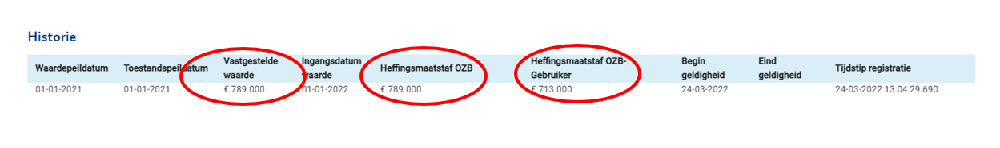 Historie
Waardepeildatum Toestandspeildatum Vastgestelde waarde Ingangsdatum waarde Heffingsmaatstaf OZB Heffingsmaatstaf OZB-Gebruiker Begin geldigheid Eind geldigheid Tijdstip registratie
01-01-2021 01-01-2021 € 789.000 01-01-2022 € 789.000 € 713.000 24-03-2022 24-03-2022 13:04:29.690